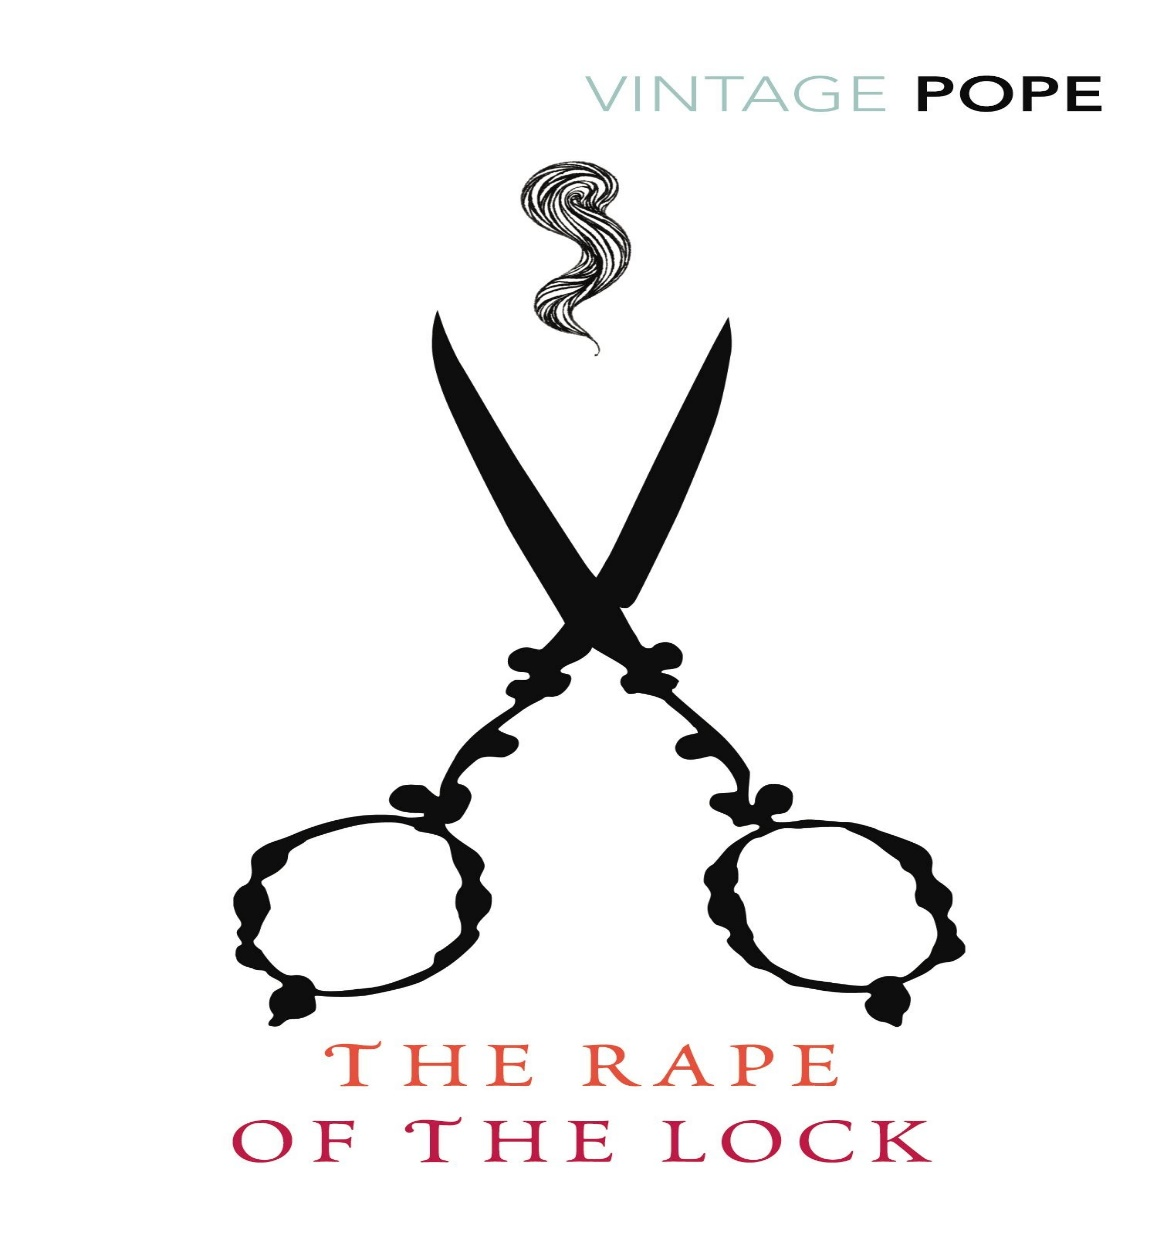 VINTAGE POPE
THE RAPE
OF THE LOCK